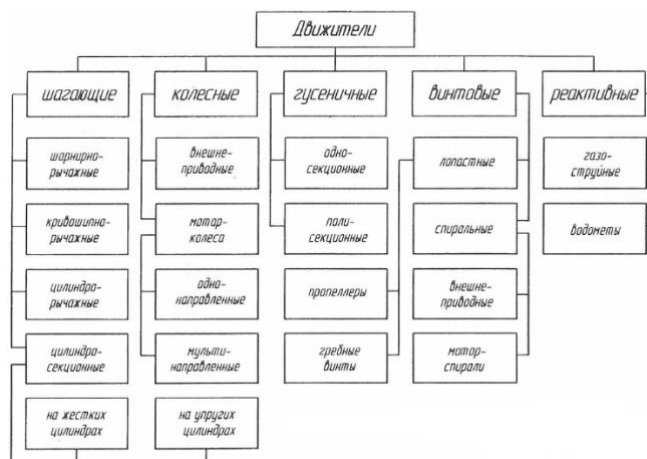 Движители
шагающие
колесные
гусеничные
винтовые
реактивные
шарнирно-
рычажные
внешне-
приводные
одно-
секционные
лопастные
газо-
струйные
кривошипно-
рычажные
мотор-
колеса
поли-
секционные
спиральные
водометы
цилиндро-
рычажные
одно-
направленные
пропеллеры
внешне-
приводные
цилиндро-
секционные
мульти-
направленные
гребные
винты
мотор-
спирали
на жестких
цилиндрах
на упругих
цилиндрах